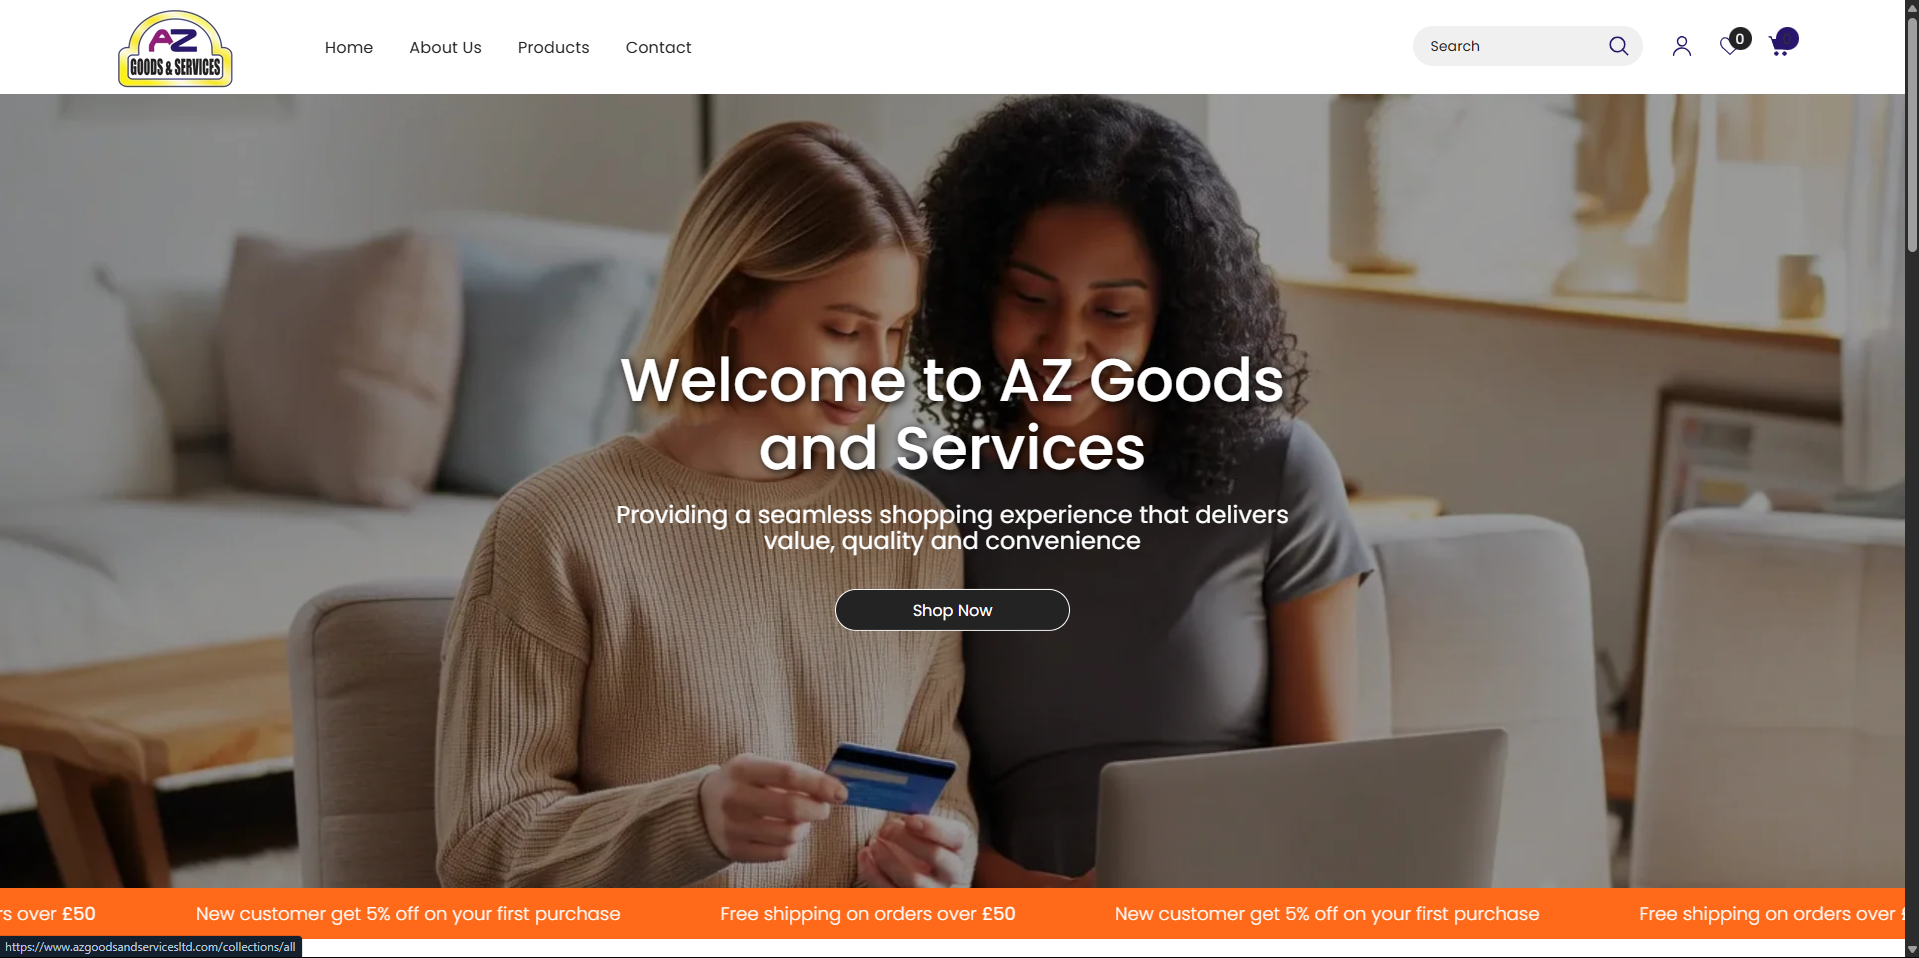 AZ
GOODS & SERVICES
Home
About Us
Products
Contact
Search
0
0
Welcome to AZ Goods
and Services
Providing a seamless shopping experience that delivers
value, quality and convenience
Shop Now
rs over £50
New customer get 5% off on your first purchase
Free shipping on orders over £50
New customer get 5% off on your first purchase
Free shipping on orders over £
https://www.azgoodsandservicesltd.com/collections/all